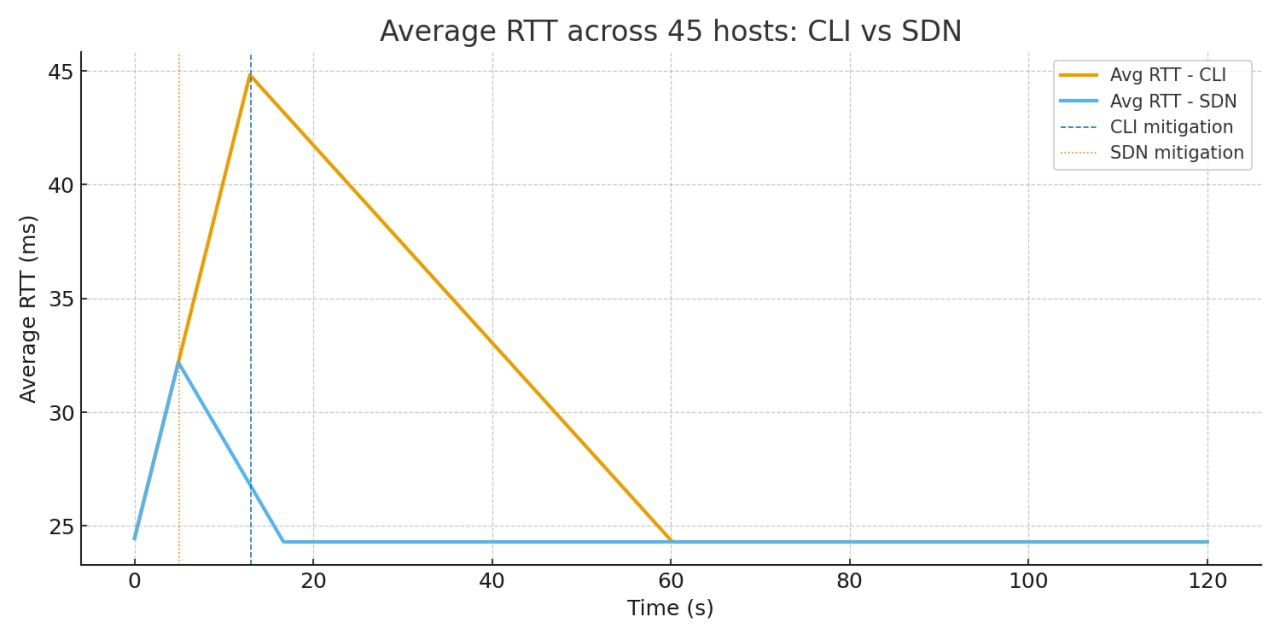 Average RTT across 45 hosts: CLI vs SDN
Avg RTT - CLI
Avg RTT - SDN
CLI mitigation
SDN mitigation
Average RTT (ms)
45
40
35
30
25
0 20 40 60 80 100 120
Time (s)